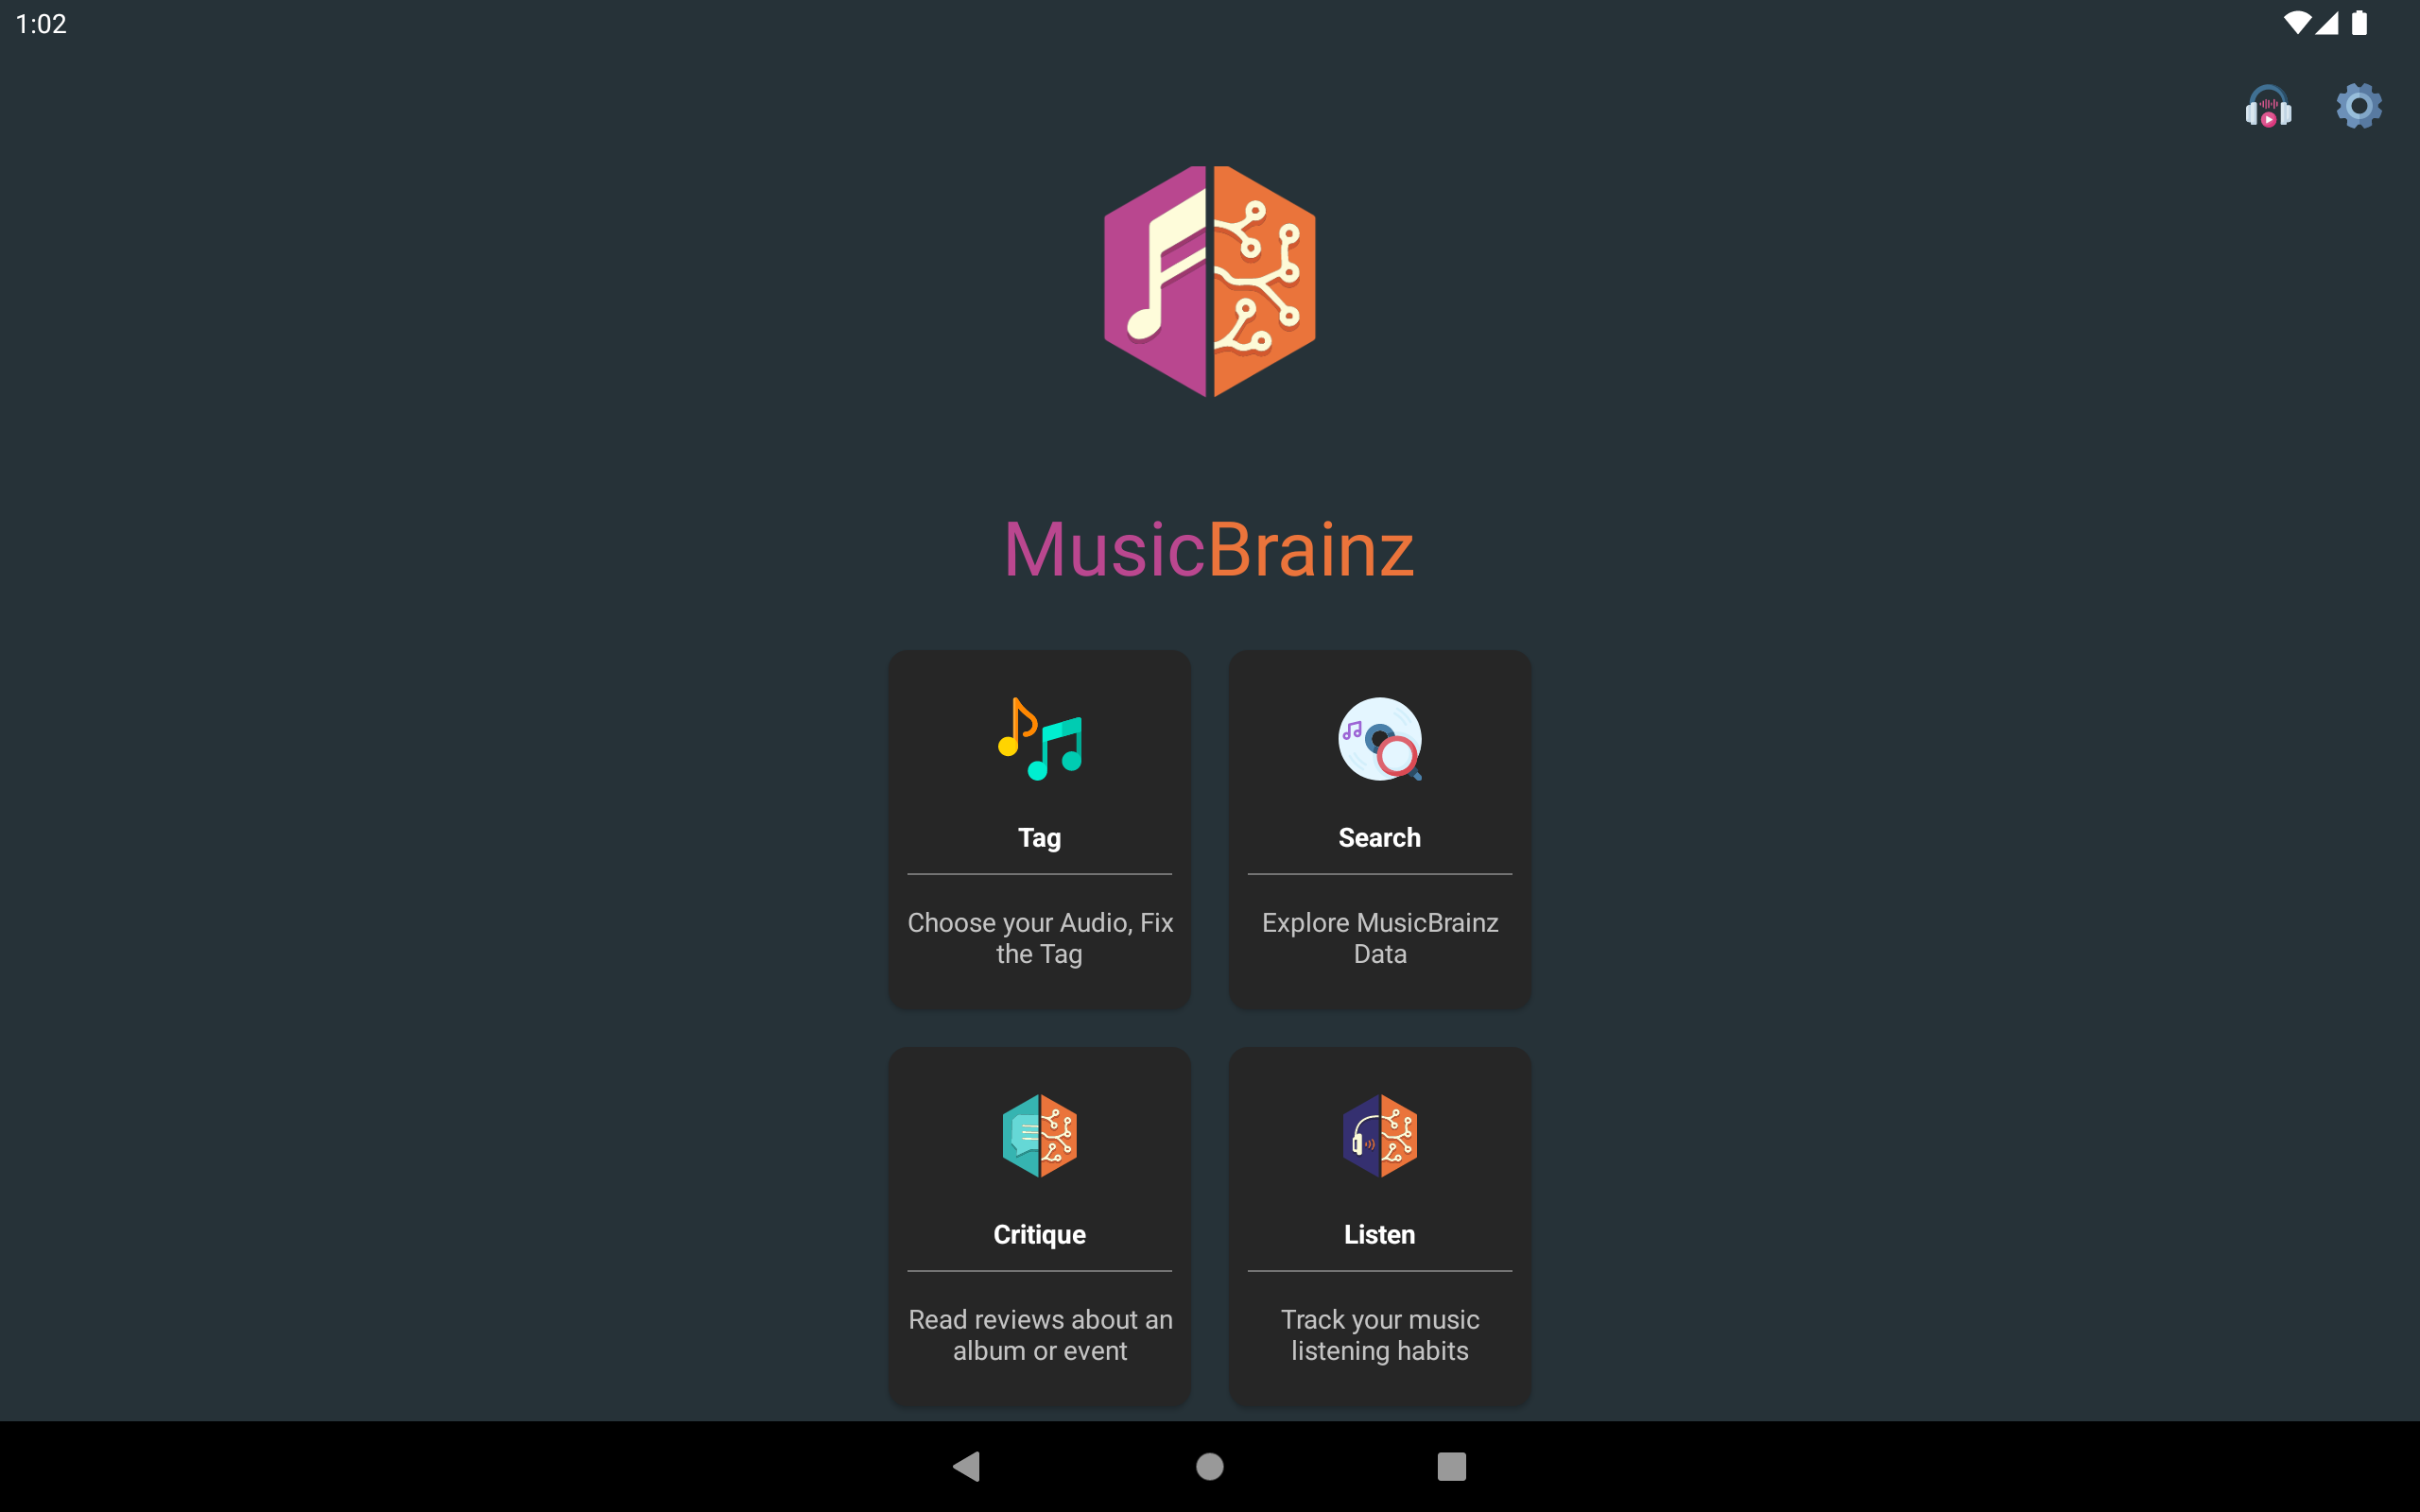 1:02
MusicBrainz
Tag
Choose your Audio, Fix
the Tag
Search
Explore MusicBrainz
Data
Critique
Read reviews about an
album or event
Listen
Track your music
listening habits